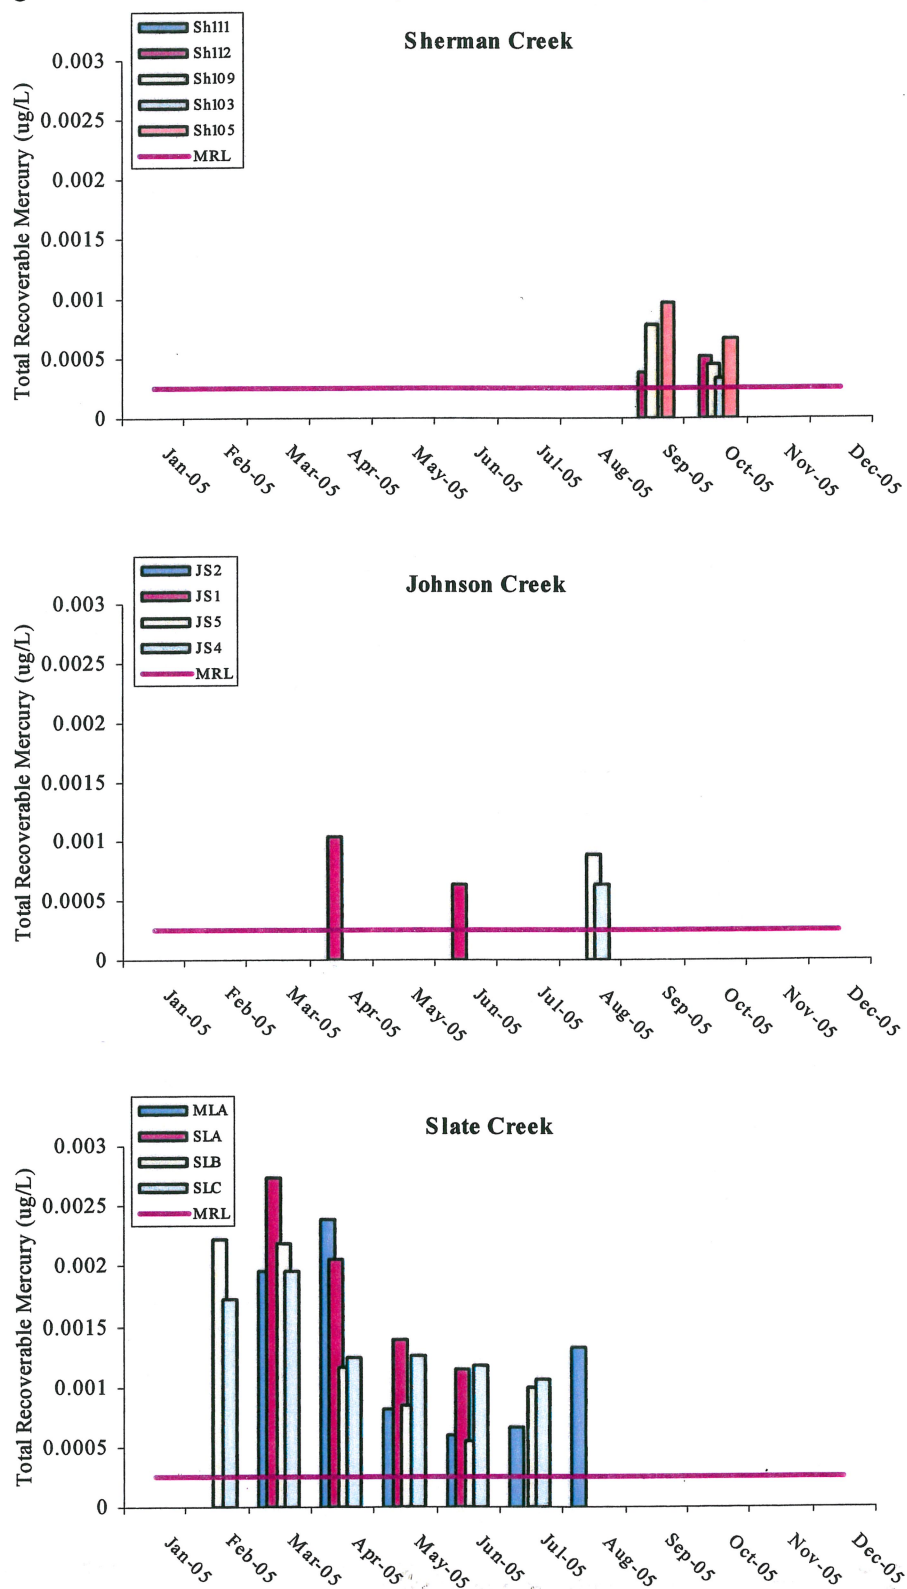 Sh111
Sh112
Sh109
Sh103
Sh105
MRL
Sherman Creek
Total Recoverable Mercury (ug/L)
0.003
0.0025
0.002
0.0015
0.001
0.0005
0
Jan-05 Feb-05 Mar-05 Apr-05 May-05 Jun-05 Jul-05 Aug-05 Sep-05 Oct-05 Nov-05 Dec-05
JS2
JS1
JS5
JS4
MRL
Johnson Creek
Total Recoverable Mercury (ug/L)
0.003
0.0025
0.002
0.0015
0.001
0.0005
0
Jan-05 Feb-05 Mar-05 Apr-05 May-05 Jun-05 Jul-05 Aug-05 Sep-05 Oct-05 Nov-05 Dec-05
MLA
SLA
SLB
SLC
MRL
Slate Creek
Total Recoverable Mercury (ug/L)
0.003
0.0025
0.002
0.0015
0.001
0.0005
0
Jan-05 Feb-05 Mar-05 Apr-05 May-05 Jun-05 Jul-05 Aug-05 Sep-05 Oct-05 Nov-05 Dec-05